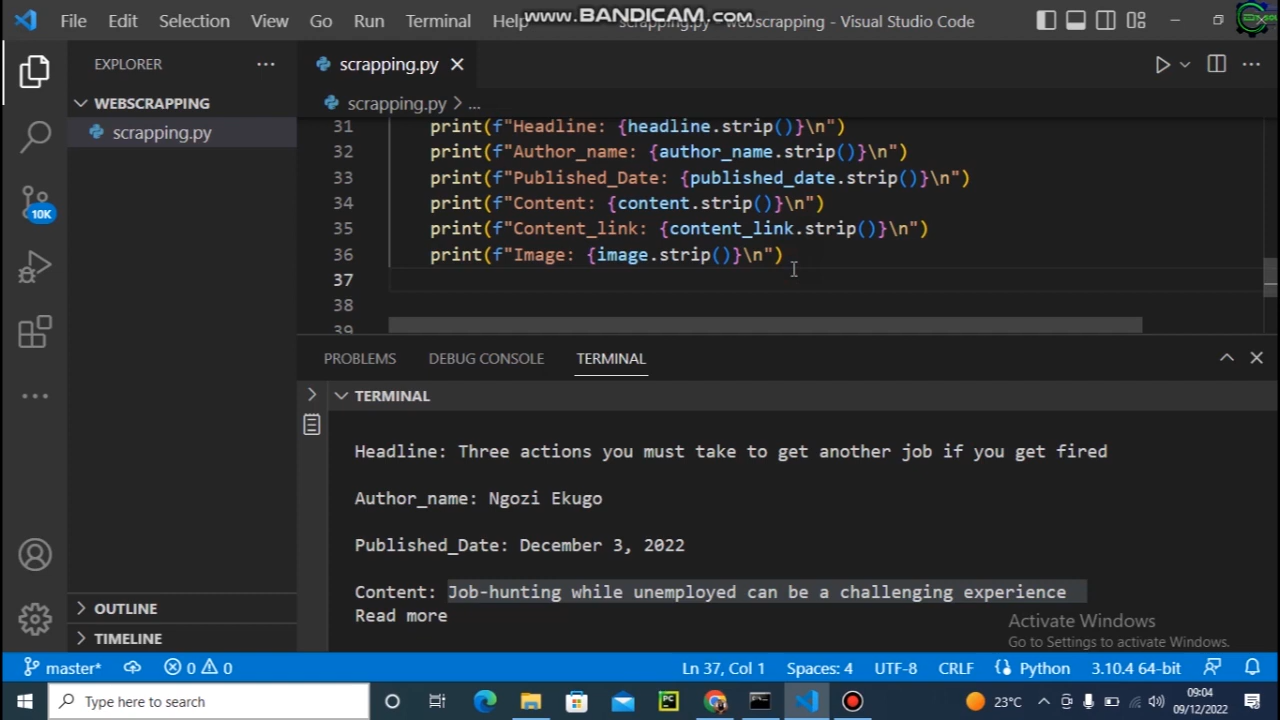 File Edit Selection View Go Run Terminal Help scrapping.py - webscrapping - Visual Studio Code
www.BANDICAM.com
EXPLORER
WEBSCRAPPING
scrapping.py
10K
OUTLINE
TIMELINE
scrapping.py
scrapping.py > ...
31 print(f"Headline: {headline.strip()}\n")
32 print(f"Author_name: {author_name.strip()}\n")
33 print(f"Published_Date: {published_date.strip()}\n")
34 print(f"Content: {content.strip()}\n")
35 print(f"Content_link: {content_link.strip()}\n")
36 print(f"Image: {image.strip()}\n")
37
38
39
PROBLEMS DEBUG CONSOLE TERMINAL
TERMINAL
Headline: Three actions you must take to get another job if you get fired
Author_name: Ngozi Ekugo
Published_Date: December 3, 2022
Content: Job-hunting while unemployed can be a challenging experience
Read more
Activate Windows
Go to Settings to activate Windows.
master* 0 0 Ln 37, Col 1 Spaces: 4 UTF-8 CRLF Python 3.10.4 64-bit
Type here to search
PC
23°C
09:04
09/12/2022